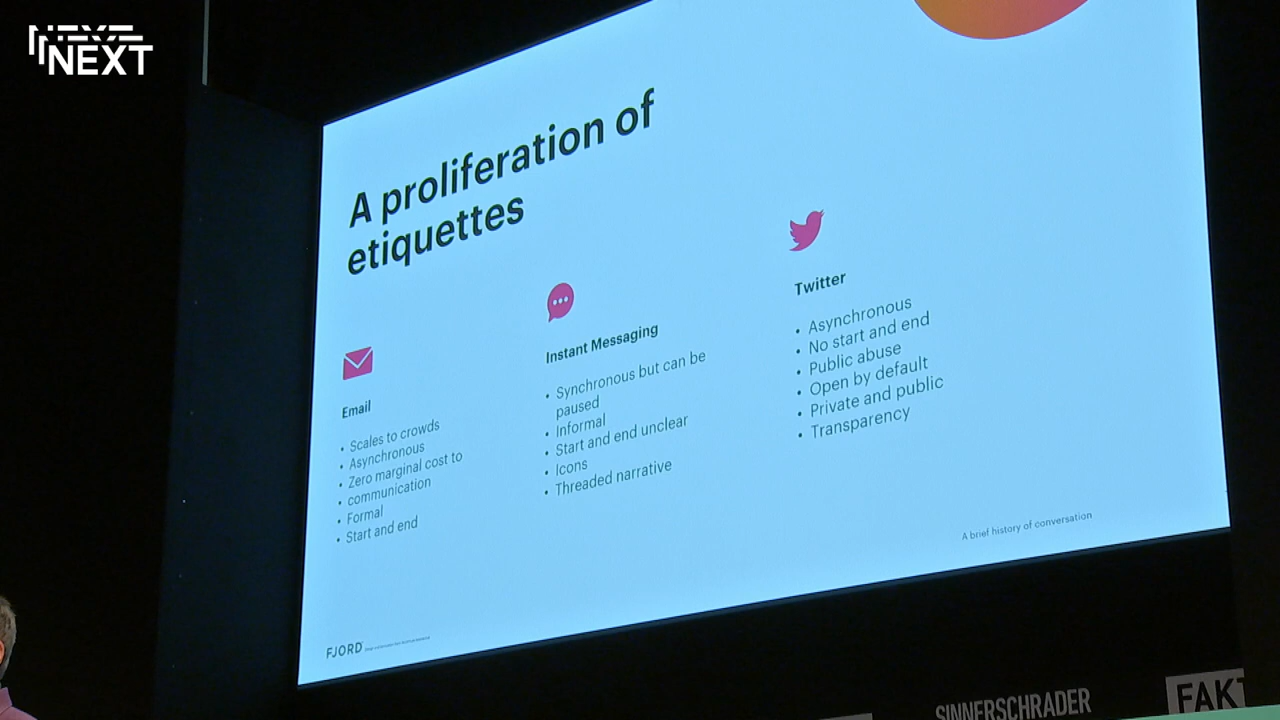 NEXT
NEXT
A proliferation of
etiquettes
Email
• Scales to crowds
• Asynchronous
• Zero marginal cost to
• communication
• Formal
• Start and end
Instant Messaging
• Synchronous but can be
paused
• Informal
• Start and end unclear
• Icons
• Threaded narrative
Twitter
• Asynchronous
• No start and end
• Public abuse
• Open by default
• Private and public
• Transparency
A brief history of conversation
FJORD
SINNERSCHRADER
FAKT